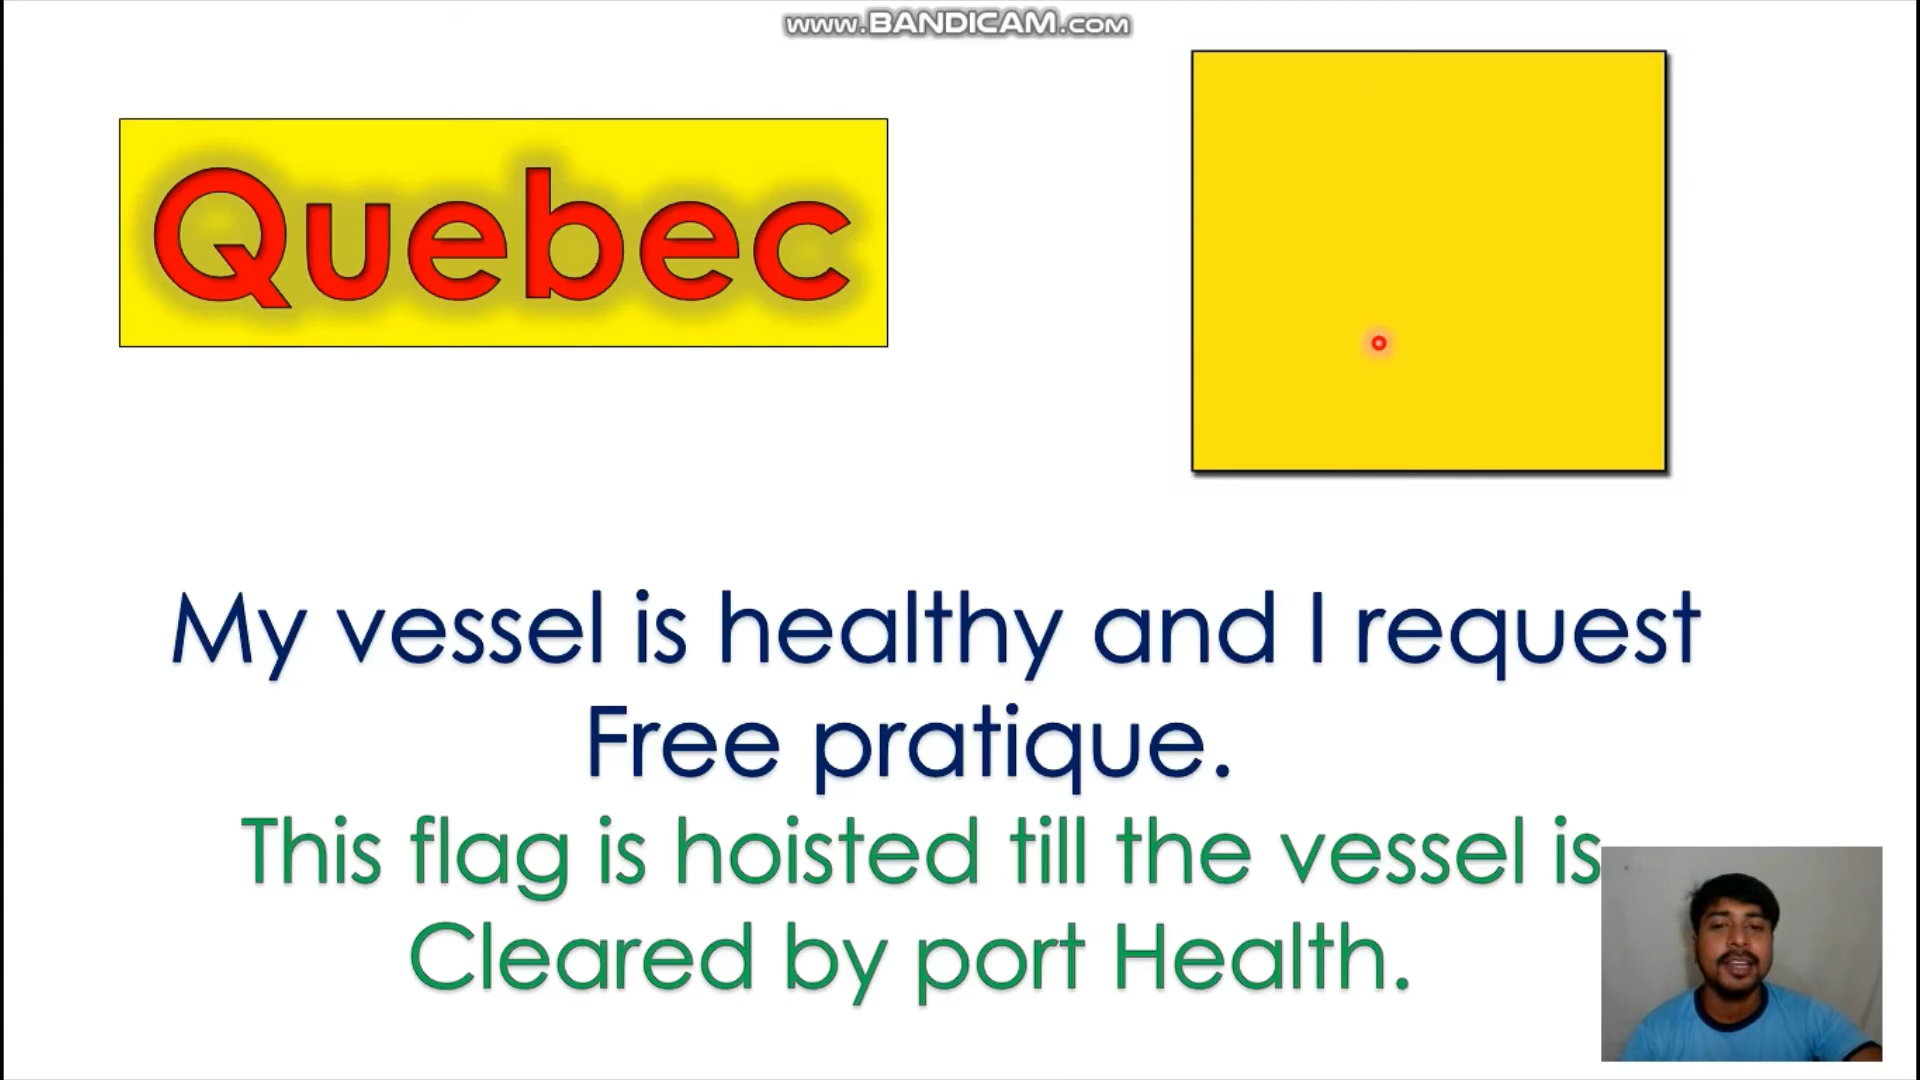 www.BANDICAM.com
Quebec
My vessel is healthy and I request
Free pratique.
This flag is hoisted till the vessel is
Cleared by port Health.